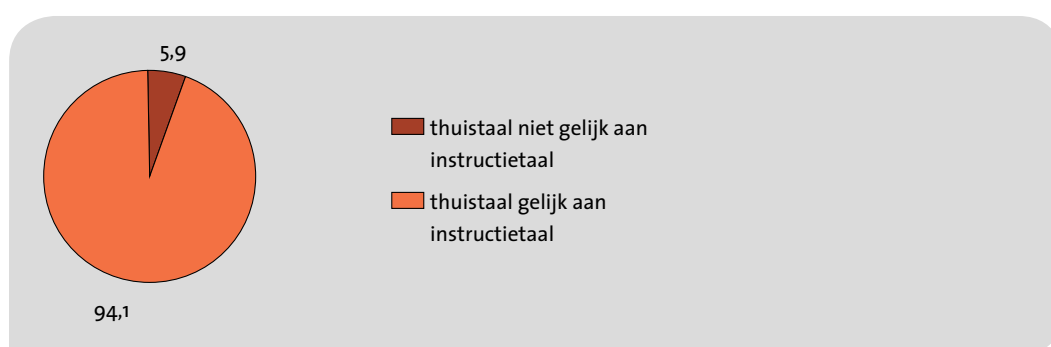 5,9
thuistaal niet gelijk aan
instructietaal
thuistaal gelijk aan
instructietaal
94,1